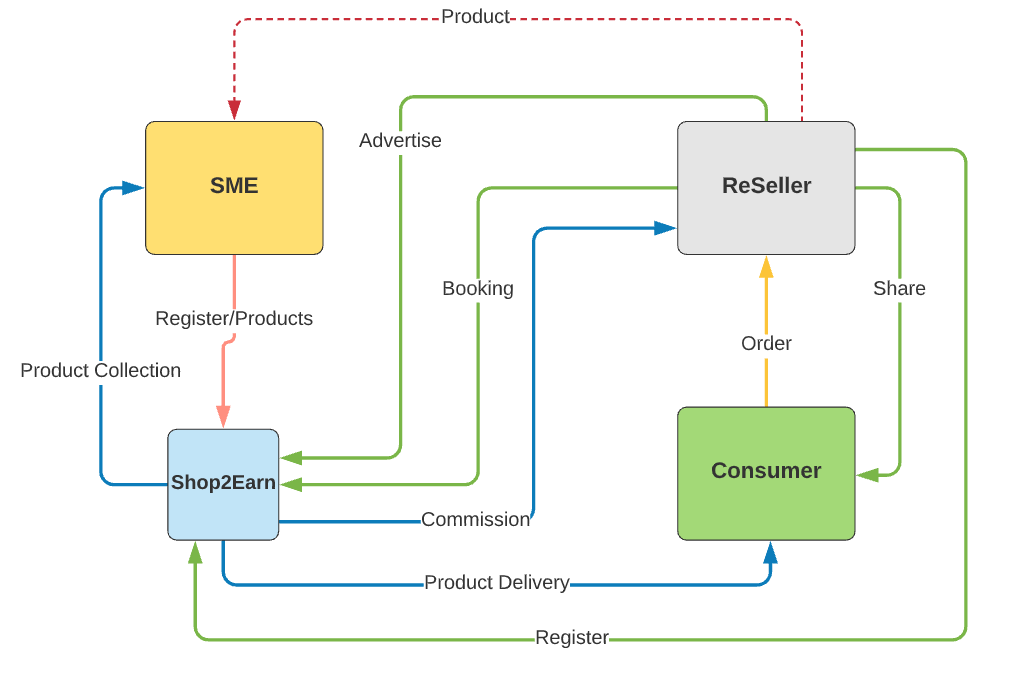 Product
Advertise
SME
ReSeller
Booking
Share
Register/Products
Order
Product Collection
Consumer
Shop2Earn
Commission
Product Delivery
Register